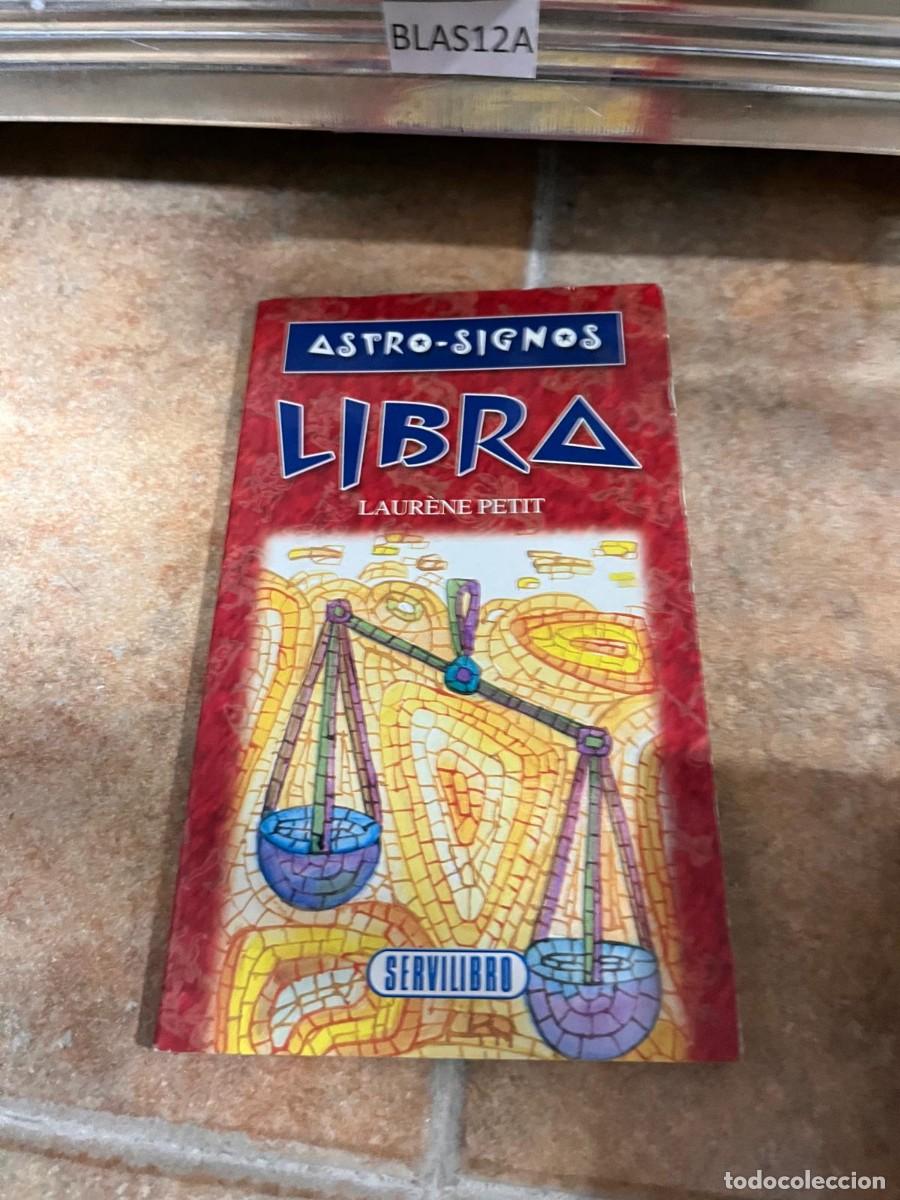 BLAS12A
ASTRO-SIGNOS
LIBRA
LAURÈNE PETIT
SERVILIBRO
todocoleccion